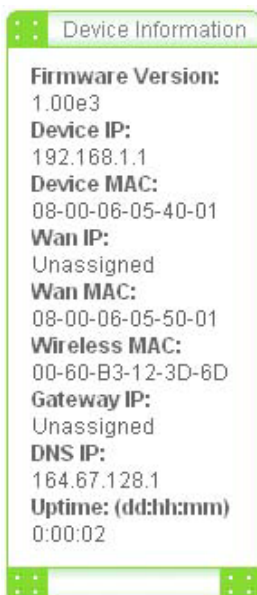 Device Information
Firmware Version:
1.00e3
Device IP:
192.168.1.1
Device MAC:
08-00-06-05-40-01
Wan IP:
Unassigned
Wan MAC:
08-00-06-05-50-01
Wireless MAC:
00-60-B3-12-3D-6D
Gateway IP:
Unassigned
DNS IP:
164.67.128.1
Uptime: (dd:hh:mm)
0:00:02